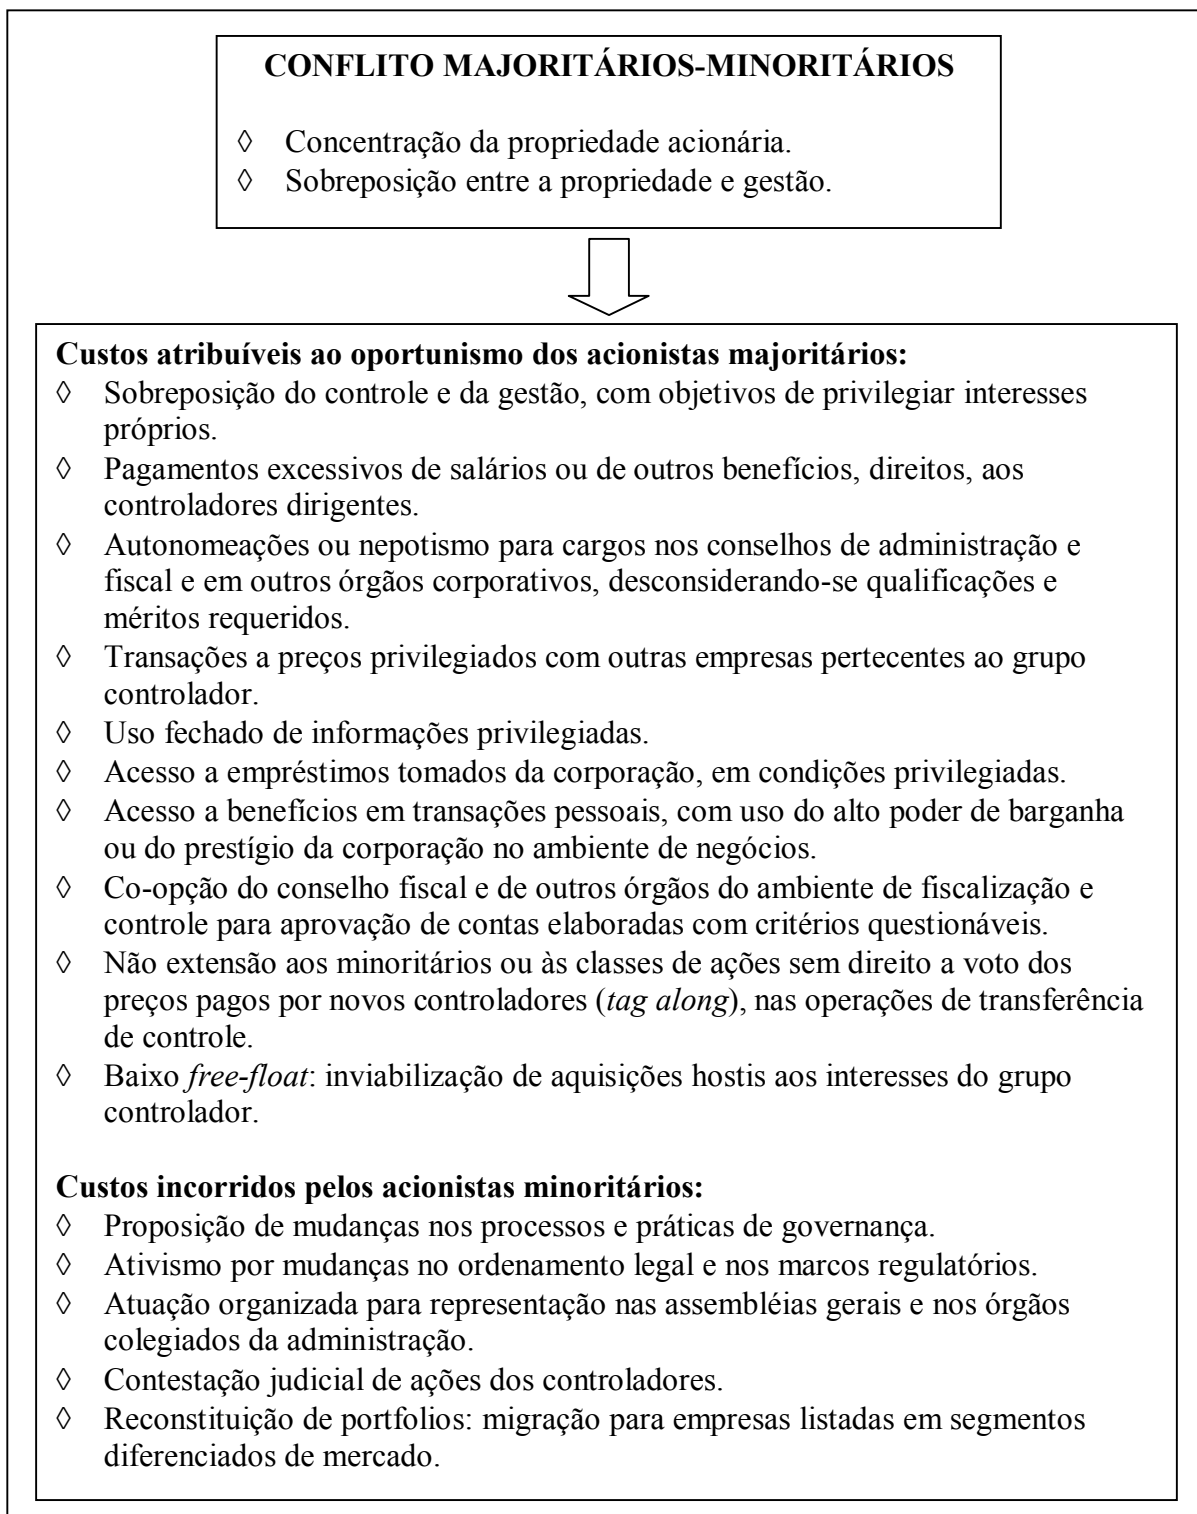 CONFLITO MAJORITÁRIOS-MINORITÁRIOS
◊ Concentração da propriedade acionária.
◊ Sobreposição entre a propriedade e gestão.
Custos atribuíveis ao oportunismo dos acionistas majoritários:
◊ Sobreposição do controle e da gestão, com objetivos de privilegiar interesses
próprios.
◊ Pagamentos excessivos de salários ou de outros benefícios, direitos, aos
controladores dirigentes.
◊ Autonomeações ou nepotismo para cargos nos conselhos de administração e
fiscal e em outros órgãos corporativos, desconsiderando-se qualificações e
méritos requeridos.
◊ Transações a preços privilegiados com outras empresas pertecentes ao grupo
controlador.
◊ Uso fechado de informações privilegiadas.
◊ Acesso a empréstimos tomados da corporação, em condições privilegiadas.
◊ Acesso a benefícios em transações pessoais, com uso do alto poder de barganha
ou do prestígio da corporação no ambiente de negócios.
◊ Co-opção do conselho fiscal e de outros órgãos do ambiente de fiscalização e
controle para aprovação de contas elaboradas com critérios questionáveis.
◊ Não extensão aos minoritários ou às classes de ações sem direito a voto dos
preços pagos por novos controladores (tag along), nas operações de transferência
de controle.
◊ Baixo free-float: inviabilização de aquisições hostis aos interesses do grupo
controlador.
Custos incorridos pelos acionistas minoritários:
◊ Proposição de mudanças nos processos e práticas de governança.
◊ Ativismo por mudanças no ordenamento legal e nos marcos regulatórios.
◊ Atuação organizada para representação nas assembléias gerais e nos órgãos
colegiados da administração.
◊ Contestação judicial de ações dos controladores.
◊ Reconstituição de portfolios: migração para empresas listadas em segmentos
diferenciados de mercado.